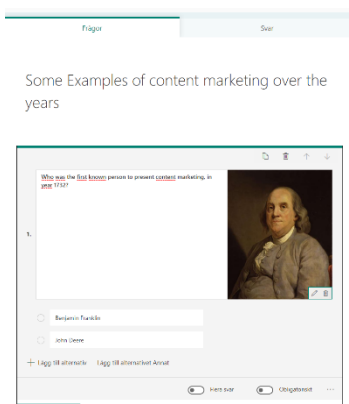 Frågor
Svar
Some Examples of content marketing over the
years
Who was the first known person to present content marketing, in
year 1732?
1.
Benjamin Franklin
John Deere
Lägg till alternativ Lägg till alternativet Annat
Flera svar Obligatoriskt